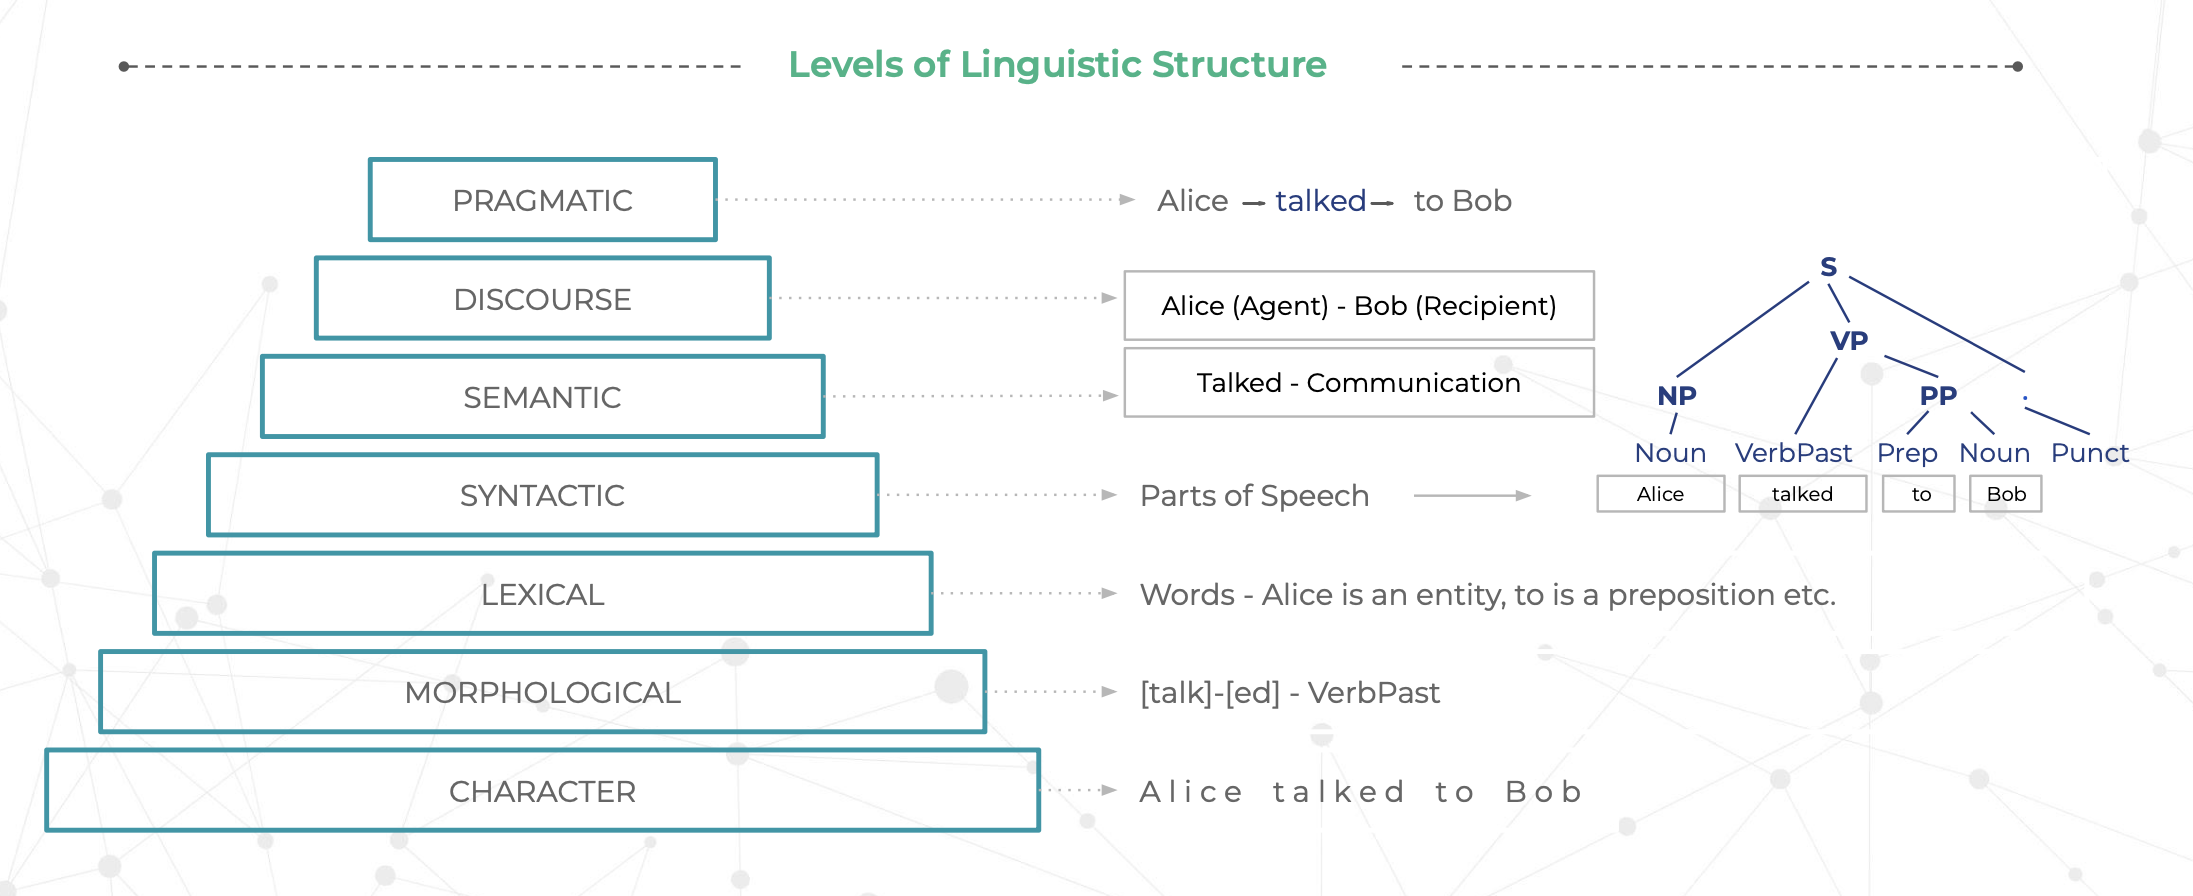 Levels of Linguistic Structure
PRAGMATIC
Alice → talked → to Bob
DISCOURSE
Alice (Agent) - Bob (Recipient)
SEMANTIC
Talked - Communication
SYNTACTIC
Parts of Speech
S
VP
NP
PP
.
Noun VerbPast Prep Noun Punct
Alice talked to Bob
LEXICAL
Words - Alice is an entity, to is a preposition etc.
MORPHOLOGICAL
[talk]-[ed] - VerbPast
CHARACTER
A l i c e t a l k e d t o B o b